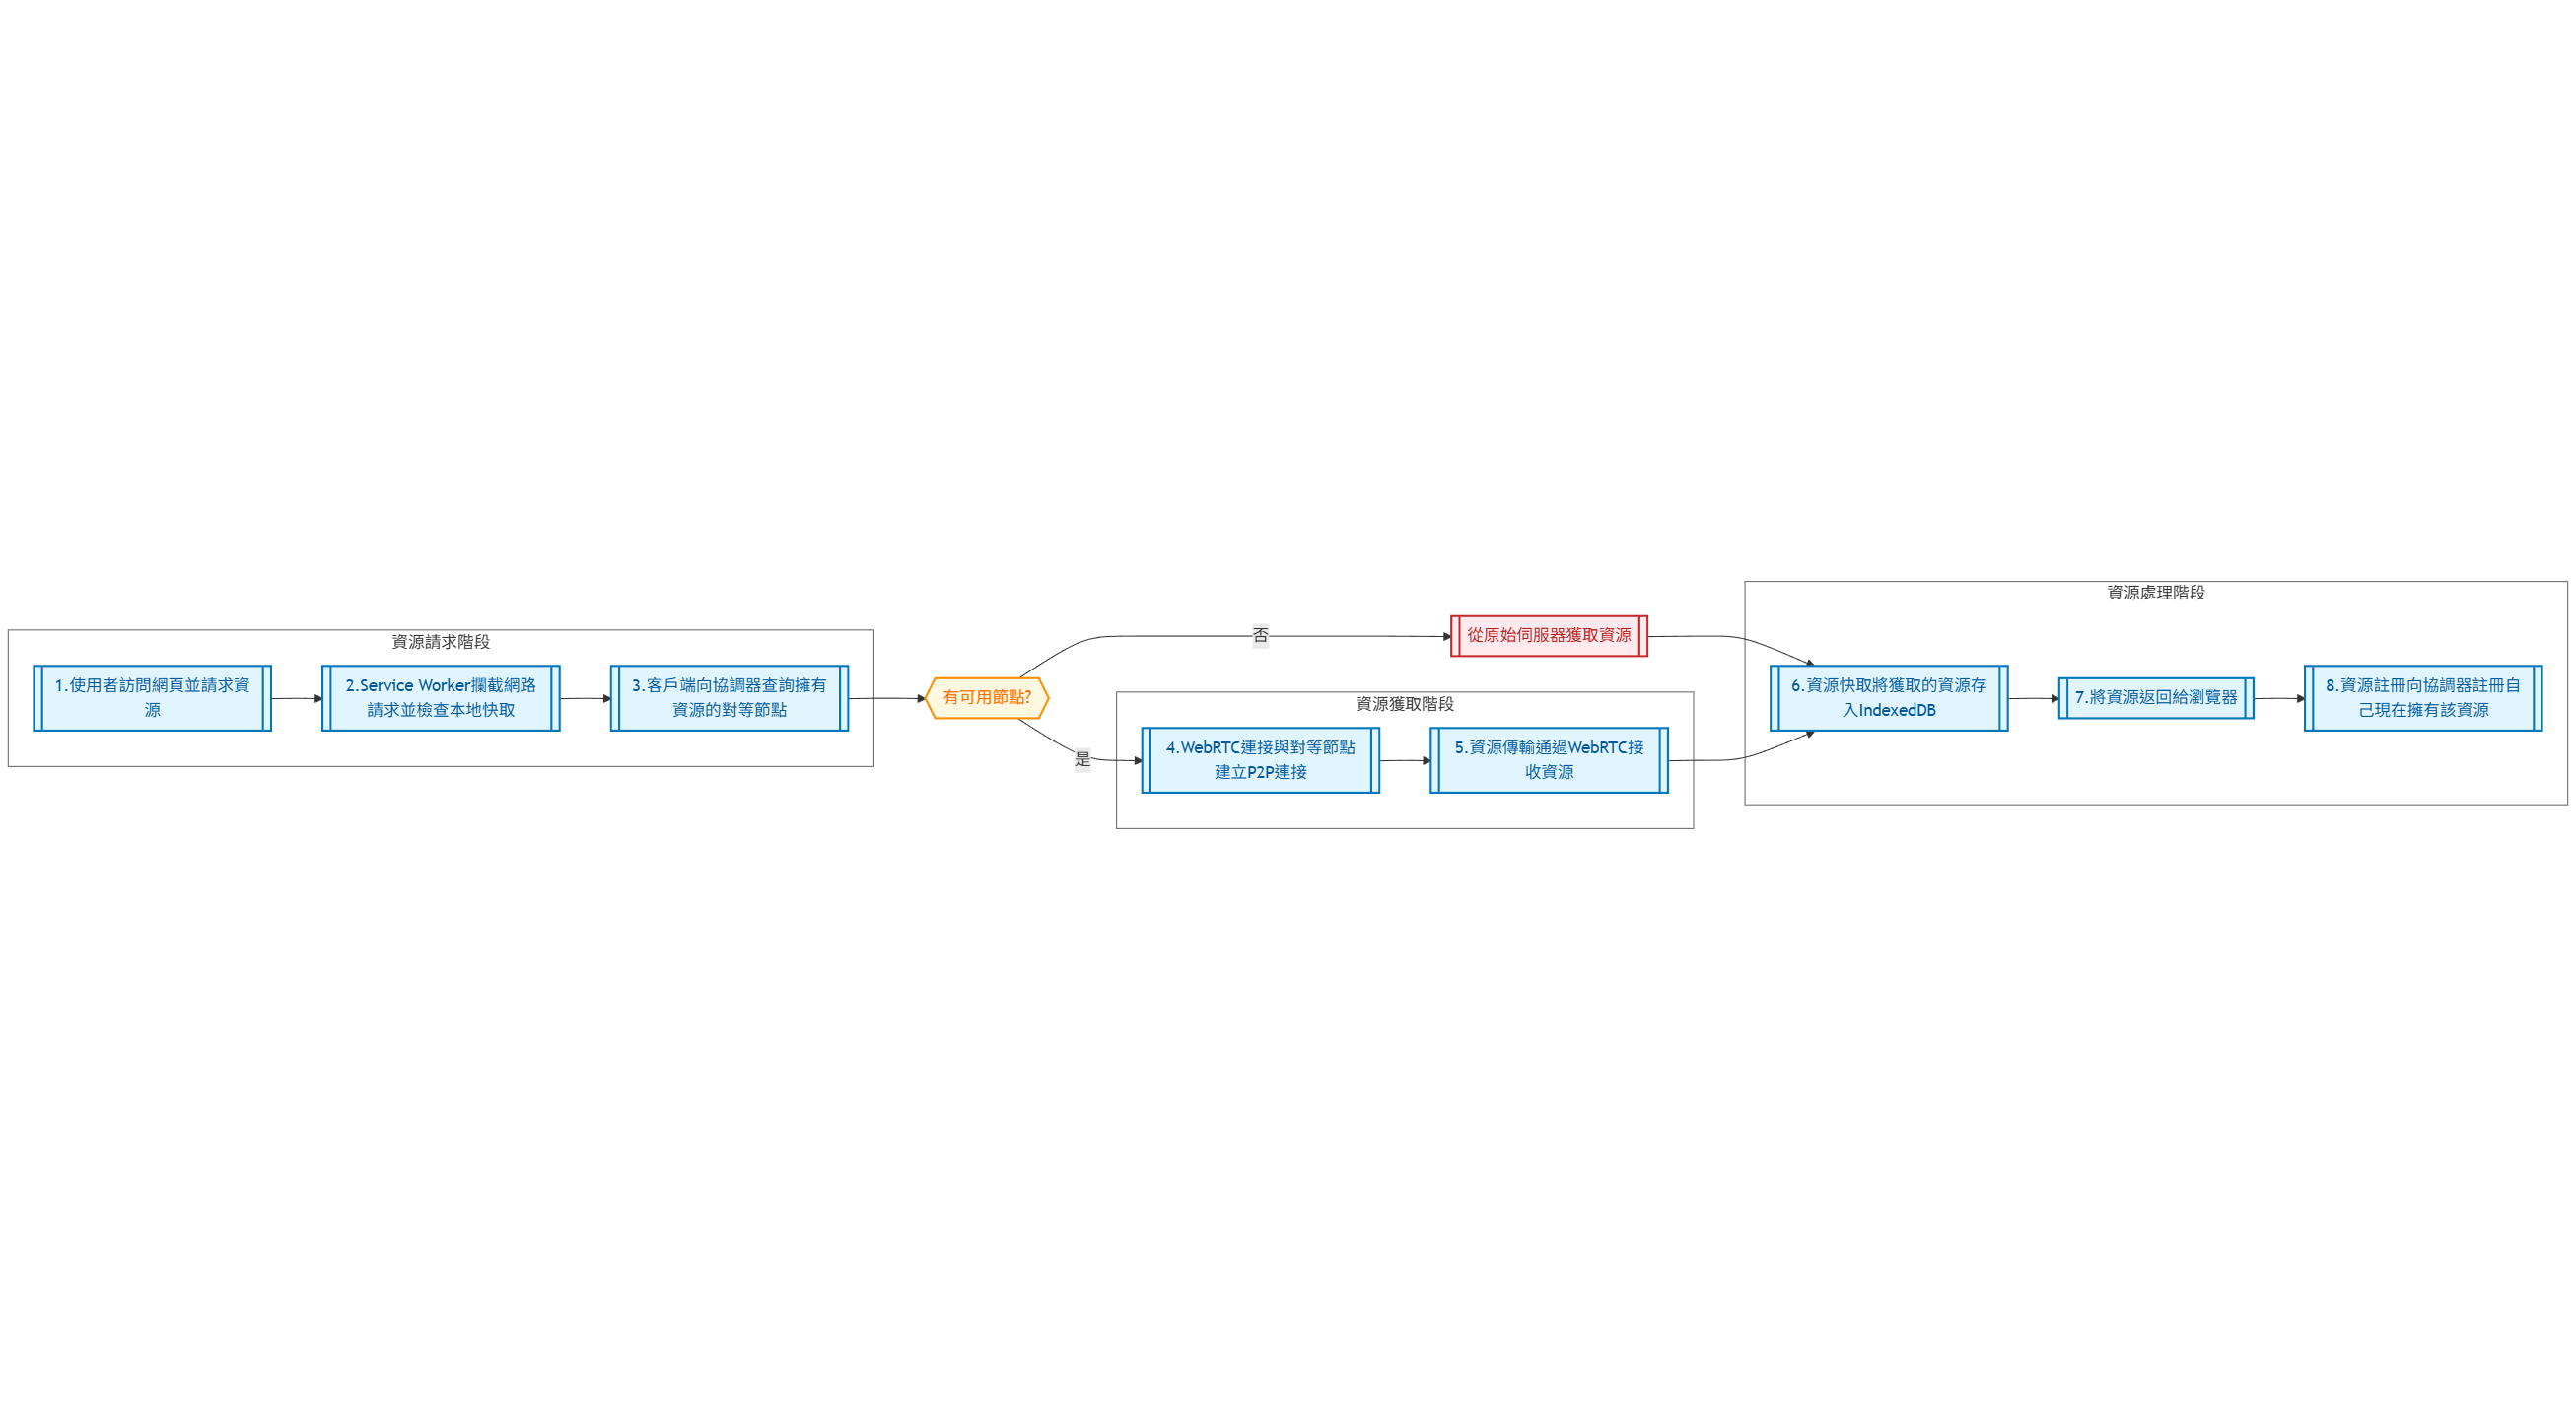 資源請求階段
1.使用者訪問網頁並請求資
源
2.Service Worker攔截網路
請求並檢查本地快取
3.客戶端向協調器查詢擁有
資源的對等節點
有可用節點?
否
從原始伺服器獲取資源
是
資源獲取階段
4.WebRTC連接與對等節點
建立P2P連接
5.資源傳輸通過WebRTC接
收資源
資源處理階段
6.資源快取將獲取的資源存
入IndexedDB
7.將資源返回給瀏覽器
8.資源註冊向協調器註冊自
己現在擁有該資源